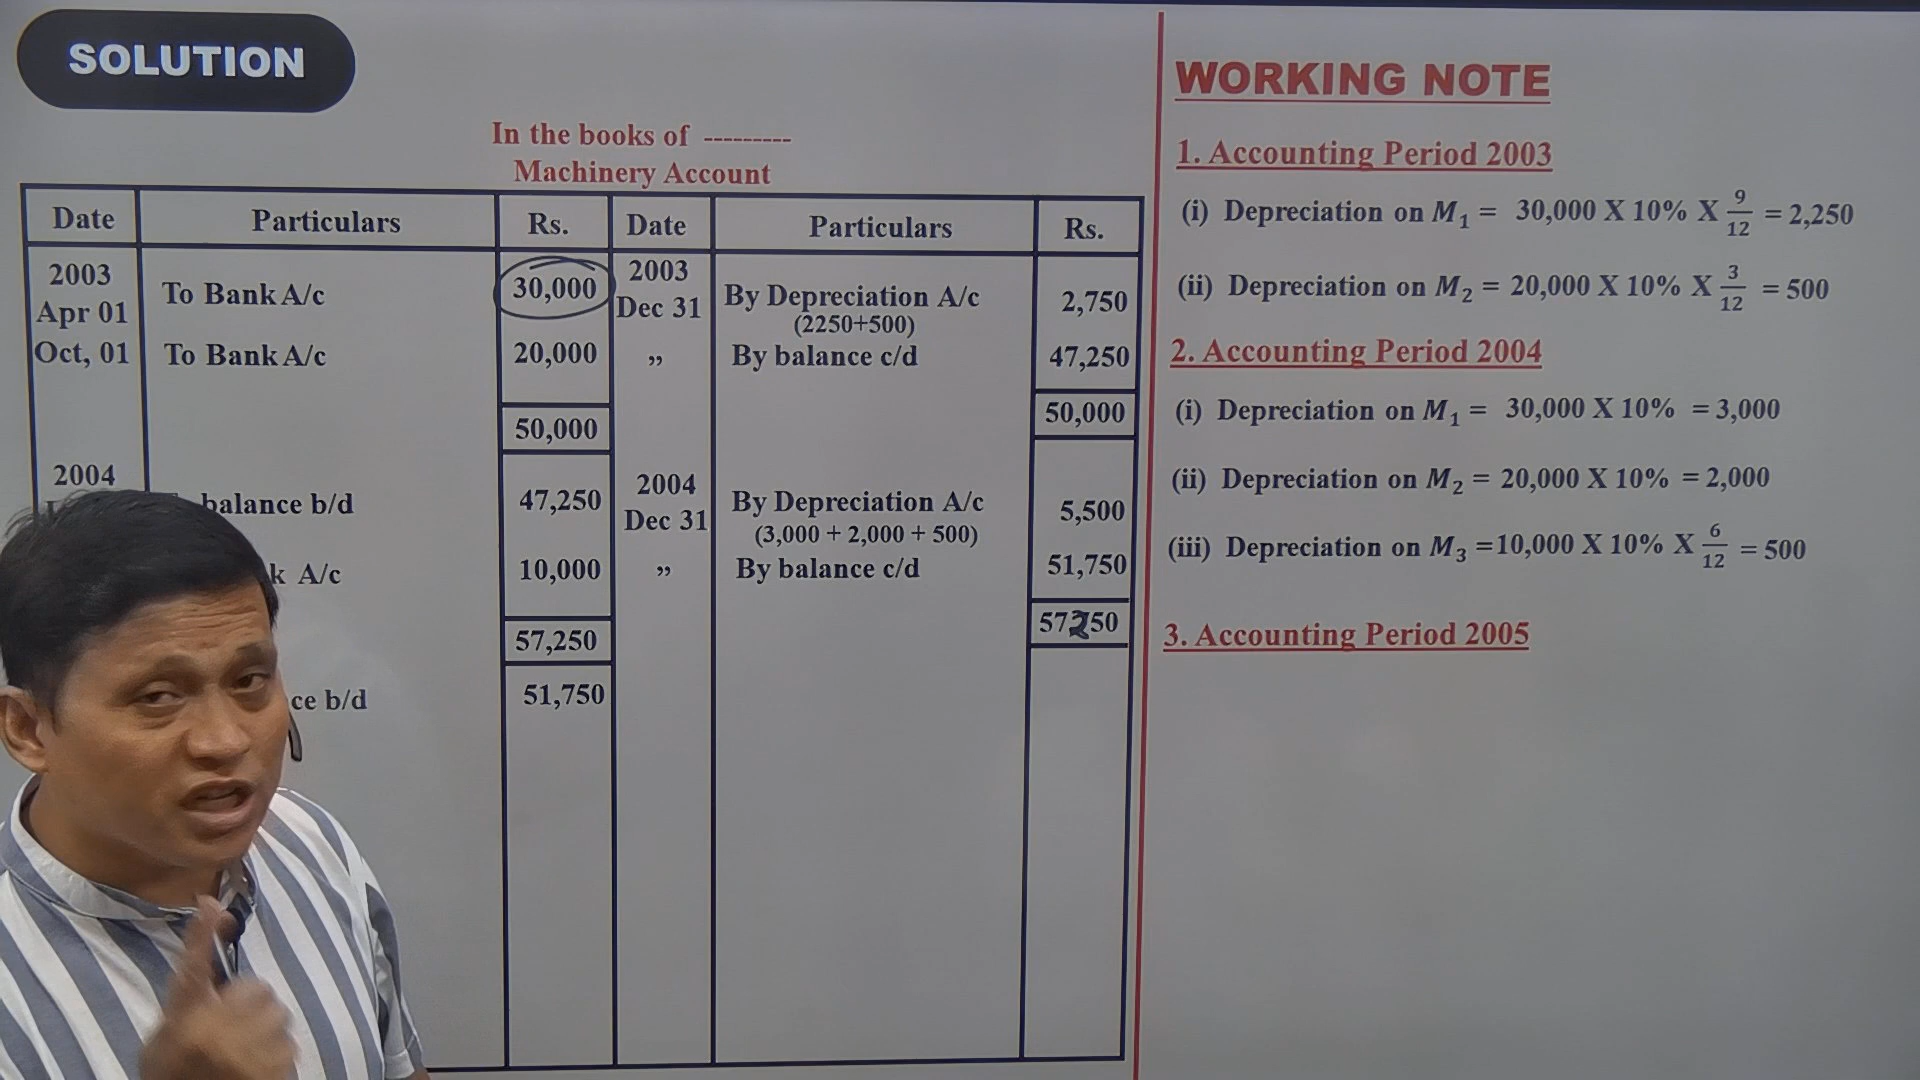 SOLUTION
In the books of ---------
Machinery Account
Date Particulars Rs. Date Particulars Rs.
2003 2003
Apr 01 To Bank A/c 30,000 Dec 31 By Depreciation A/c 2,750
(2250+500)
Oct, 01 To Bank A/c 20,000 ,, By balance c/d 47,250
50,000 50,000
2004 2004
balance b/d 47,250 Dec 31 By Depreciation A/c 5,500
(3,000 + 2,000 + 500)
k A/c 10,000 ,, By balance c/d 51,750
57,250 57250
ce b/d 51,750
WORKING NOTE
1. Accounting Period 2003
(i) Depreciation on M1 = 30,000 X 10% X 9/12 = 2,250
(ii) Depreciation on M2 = 20,000 X 10% X 3/12 = 500
2. Accounting Period 2004
(i) Depreciation on M1 = 30,000 X 10% = 3,000
(ii) Depreciation on M2 = 20,000 X 10% = 2,000
(iii) Depreciation on M3 =10,000 X 10% X 6/12 = 500
3. Accounting Period 2005